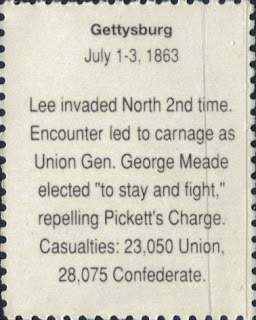 Gettysburg
July 1-3, 1863
Lee invaded North 2nd time.
Encounter led to carnage as
Union Gen. George Meade
elected "to stay and fight,"
repelling Pickett's Charge.
Casualties: 23,050 Union,
28,075 Confederate.